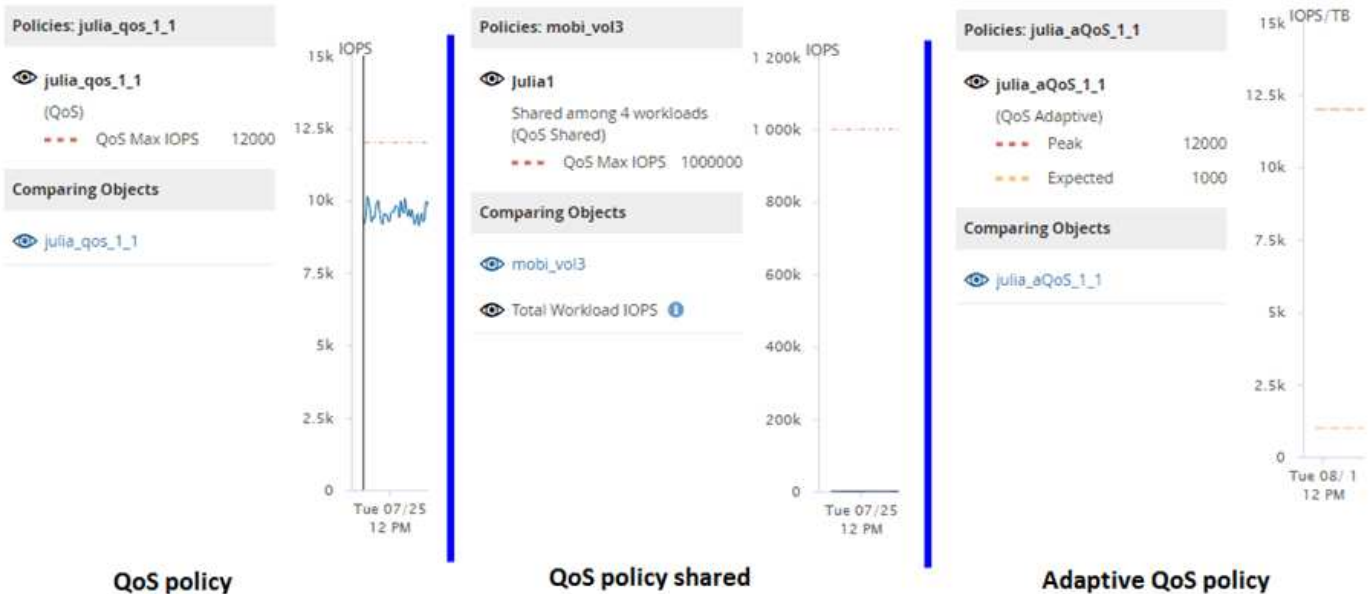 Policies: julia_qos_1_1
julia_qos_1_1
(QoS)
QoS Max IOPS 12000
Comparing Objects
julia_qos_1_1
IOPS
15k
12.5k
10k
7.5k
5k
2.5k
0
Tue 07/25
12 PM
QoS policy
Policies: mobi_vol3
Julia1
Shared among 4 workloads
(QoS Shared)
QoS Max IOPS 1000000
Comparing Objects
mobi_vol3
Total Workload IOPS
IOPS
1 200k
1 000k
800k
600k
400k
200k
0
Tue 07/25
12 PM
QoS policy shared
Policies: julia_aQoS_1_1
julia_aQoS_1_1
(QoS Adaptive)
Peak 12000
Expected 1000
Comparing Objects
julia_aQoS_1_1
IOPS/TB
15k
12.5k
10k
7.5k
5k
2.5k
0
Tue 08/ 1
12 PM
Adaptive QoS policy